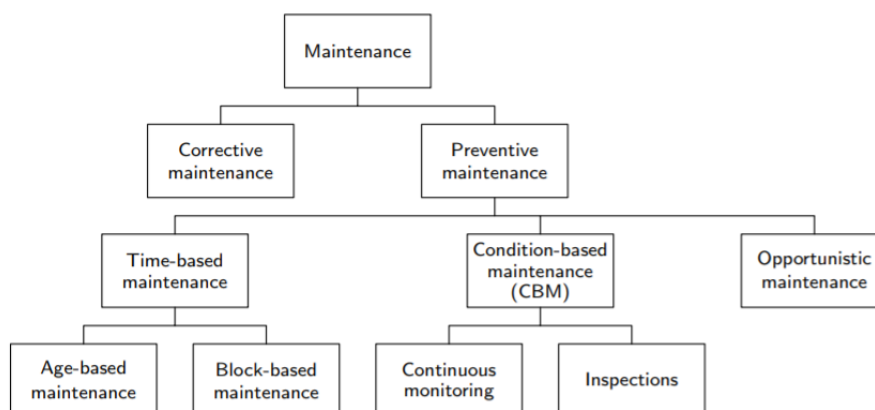 Maintenance
Corrective
maintenance
Preventive
maintenance
Time-based
maintenance
Condition-based
maintenance
(CBM)
Opportunistic
maintenance
Age-based
maintenance
Block-based
maintenance
Continuous
monitoring
Inspections